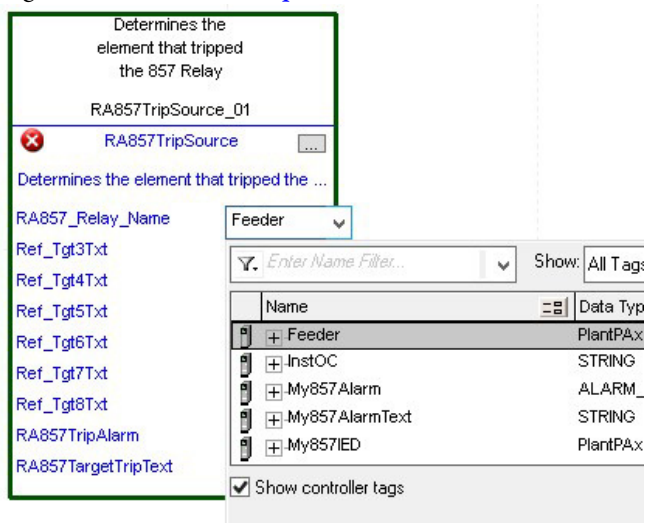 Determines the
element that tripped
the 857 Relay
RA857TripSource_01
RA857TripSource
...
Determines the element that tripped the ...
RA857_Relay_Name
Feeder
Ref_Tgt3Txt
Enter Name Filter...
Show: All Tags
Ref_Tgt4Txt
Ref_Tgt5Txt
Name
Data Typ
Ref_Tgt6Txt
Feeder
PlantPAx
InstOC
STRING
Ref_Tgt7Txt
My857Alarm
ALARM_
Ref_Tgt8Txt
My857AlarmText
STRING
RA857TripAlarm
My857IED
PlantPAx
RA857TargetTripText
Show controller tags